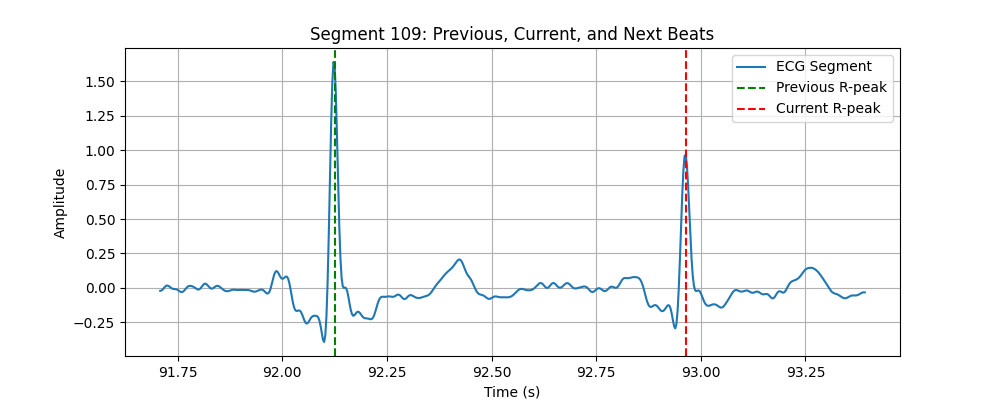 Segment 109: Previous, Current, and Next Beats
ECG Segment
Previous R-peak
Current R-peak
Amplitude
1.50
1.25
1.00
0.75
0.50
0.25
0.00
−0.25
91.75 92.00 92.25 92.50 92.75 93.00 93.25
Time (s)